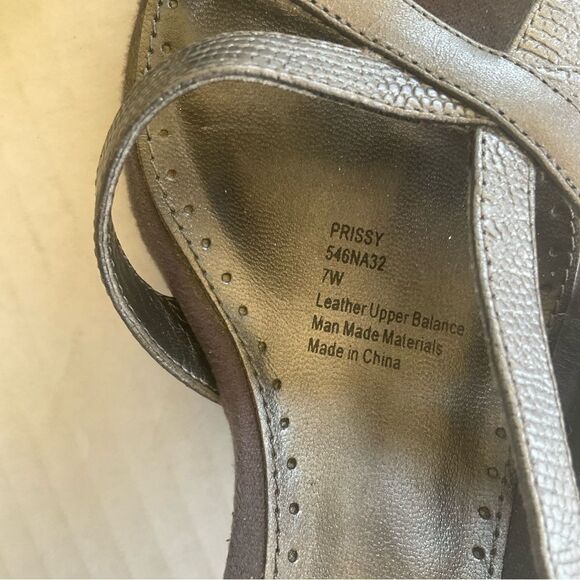 PRISSY
546NA32
7W
Leather Upper Balance
Man Made Materials
Made in China